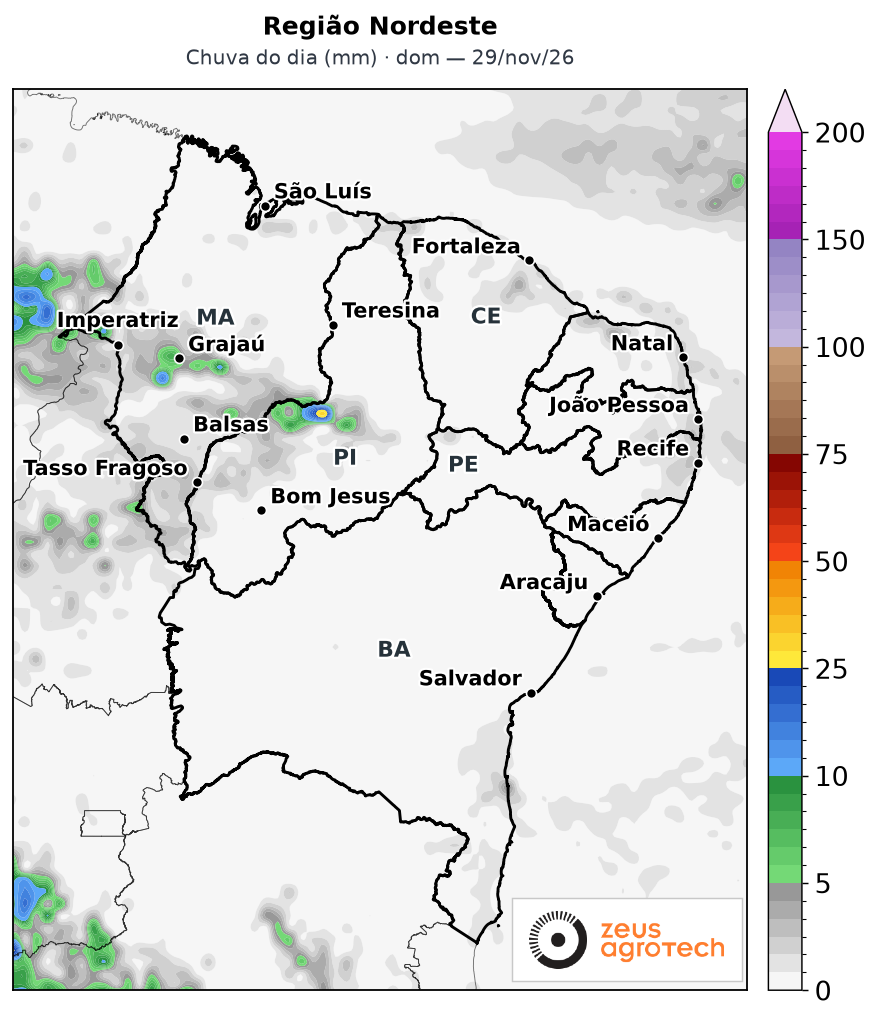 Região Nordeste
Chuva do dia (mm) · dom — 29/nov/26
São Luís
Fortaleza
Teresina
CE
Imperatriz
MA
Grajaú
Natal
João Pessoa
Balsas
Recife
PI
PE
Tasso Fragoso
Bom Jesus
Maceió
Aracaju
BA
Salvador
zeus
agrotech
200
150
100
75
50
25
10
5
0